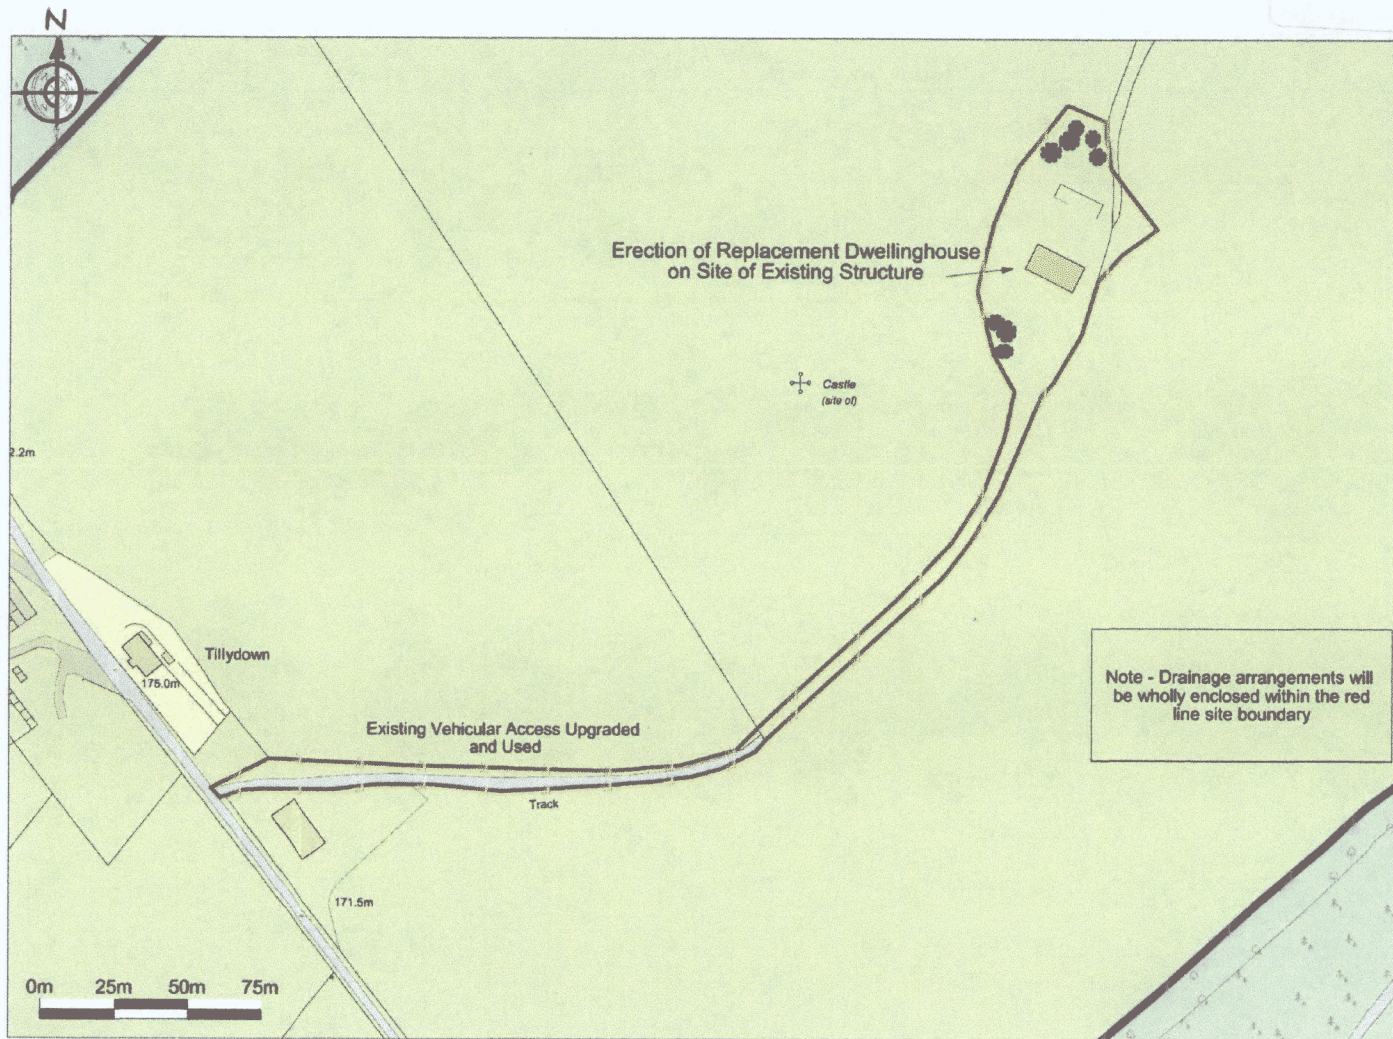 N
Erection of Replacement Dwellinghouse
on Site of Existing Structure
Castle
(site of)
2.2m
Tillydown
175.0m
Existing Vehicular Access Upgraded
and Used
Track
Note - Drainage arrangements will
be wholly enclosed within the red
line site boundary
171.5m
0m 25m 50m 75m